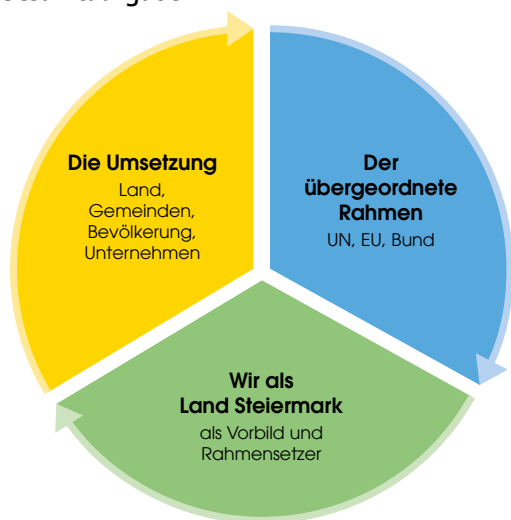 Die Umsetzung
Land,
Gemeinden,
Bevölkerung,
Unternehmen
Der
übergeordnete
Rahmen
UN, EU, Bund
Wir als
Land Steiermark
als Vorbild und
Rahmensetzer